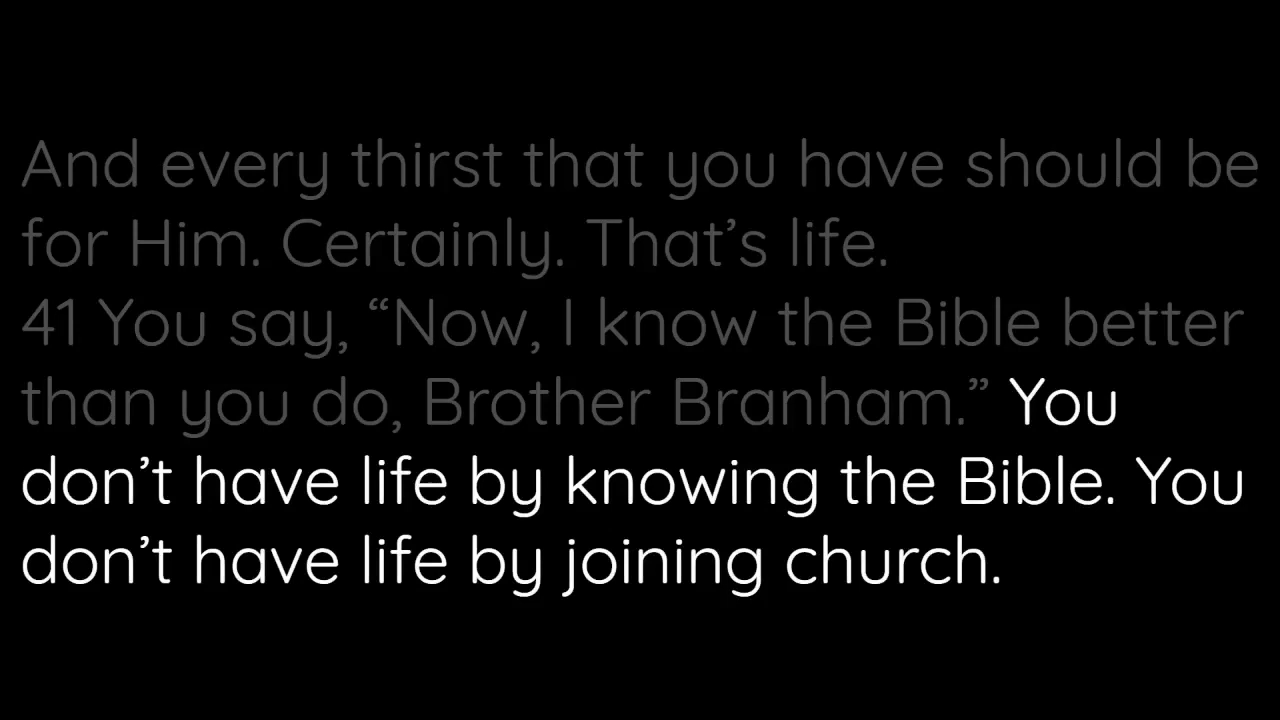 And every thirst that you have should be
for Him. Certainly. That’s life.
41 You say, “Now, I know the Bible better
than you do, Brother Branham.” You
don’t have life by knowing the Bible. You
don’t have life by joining church.